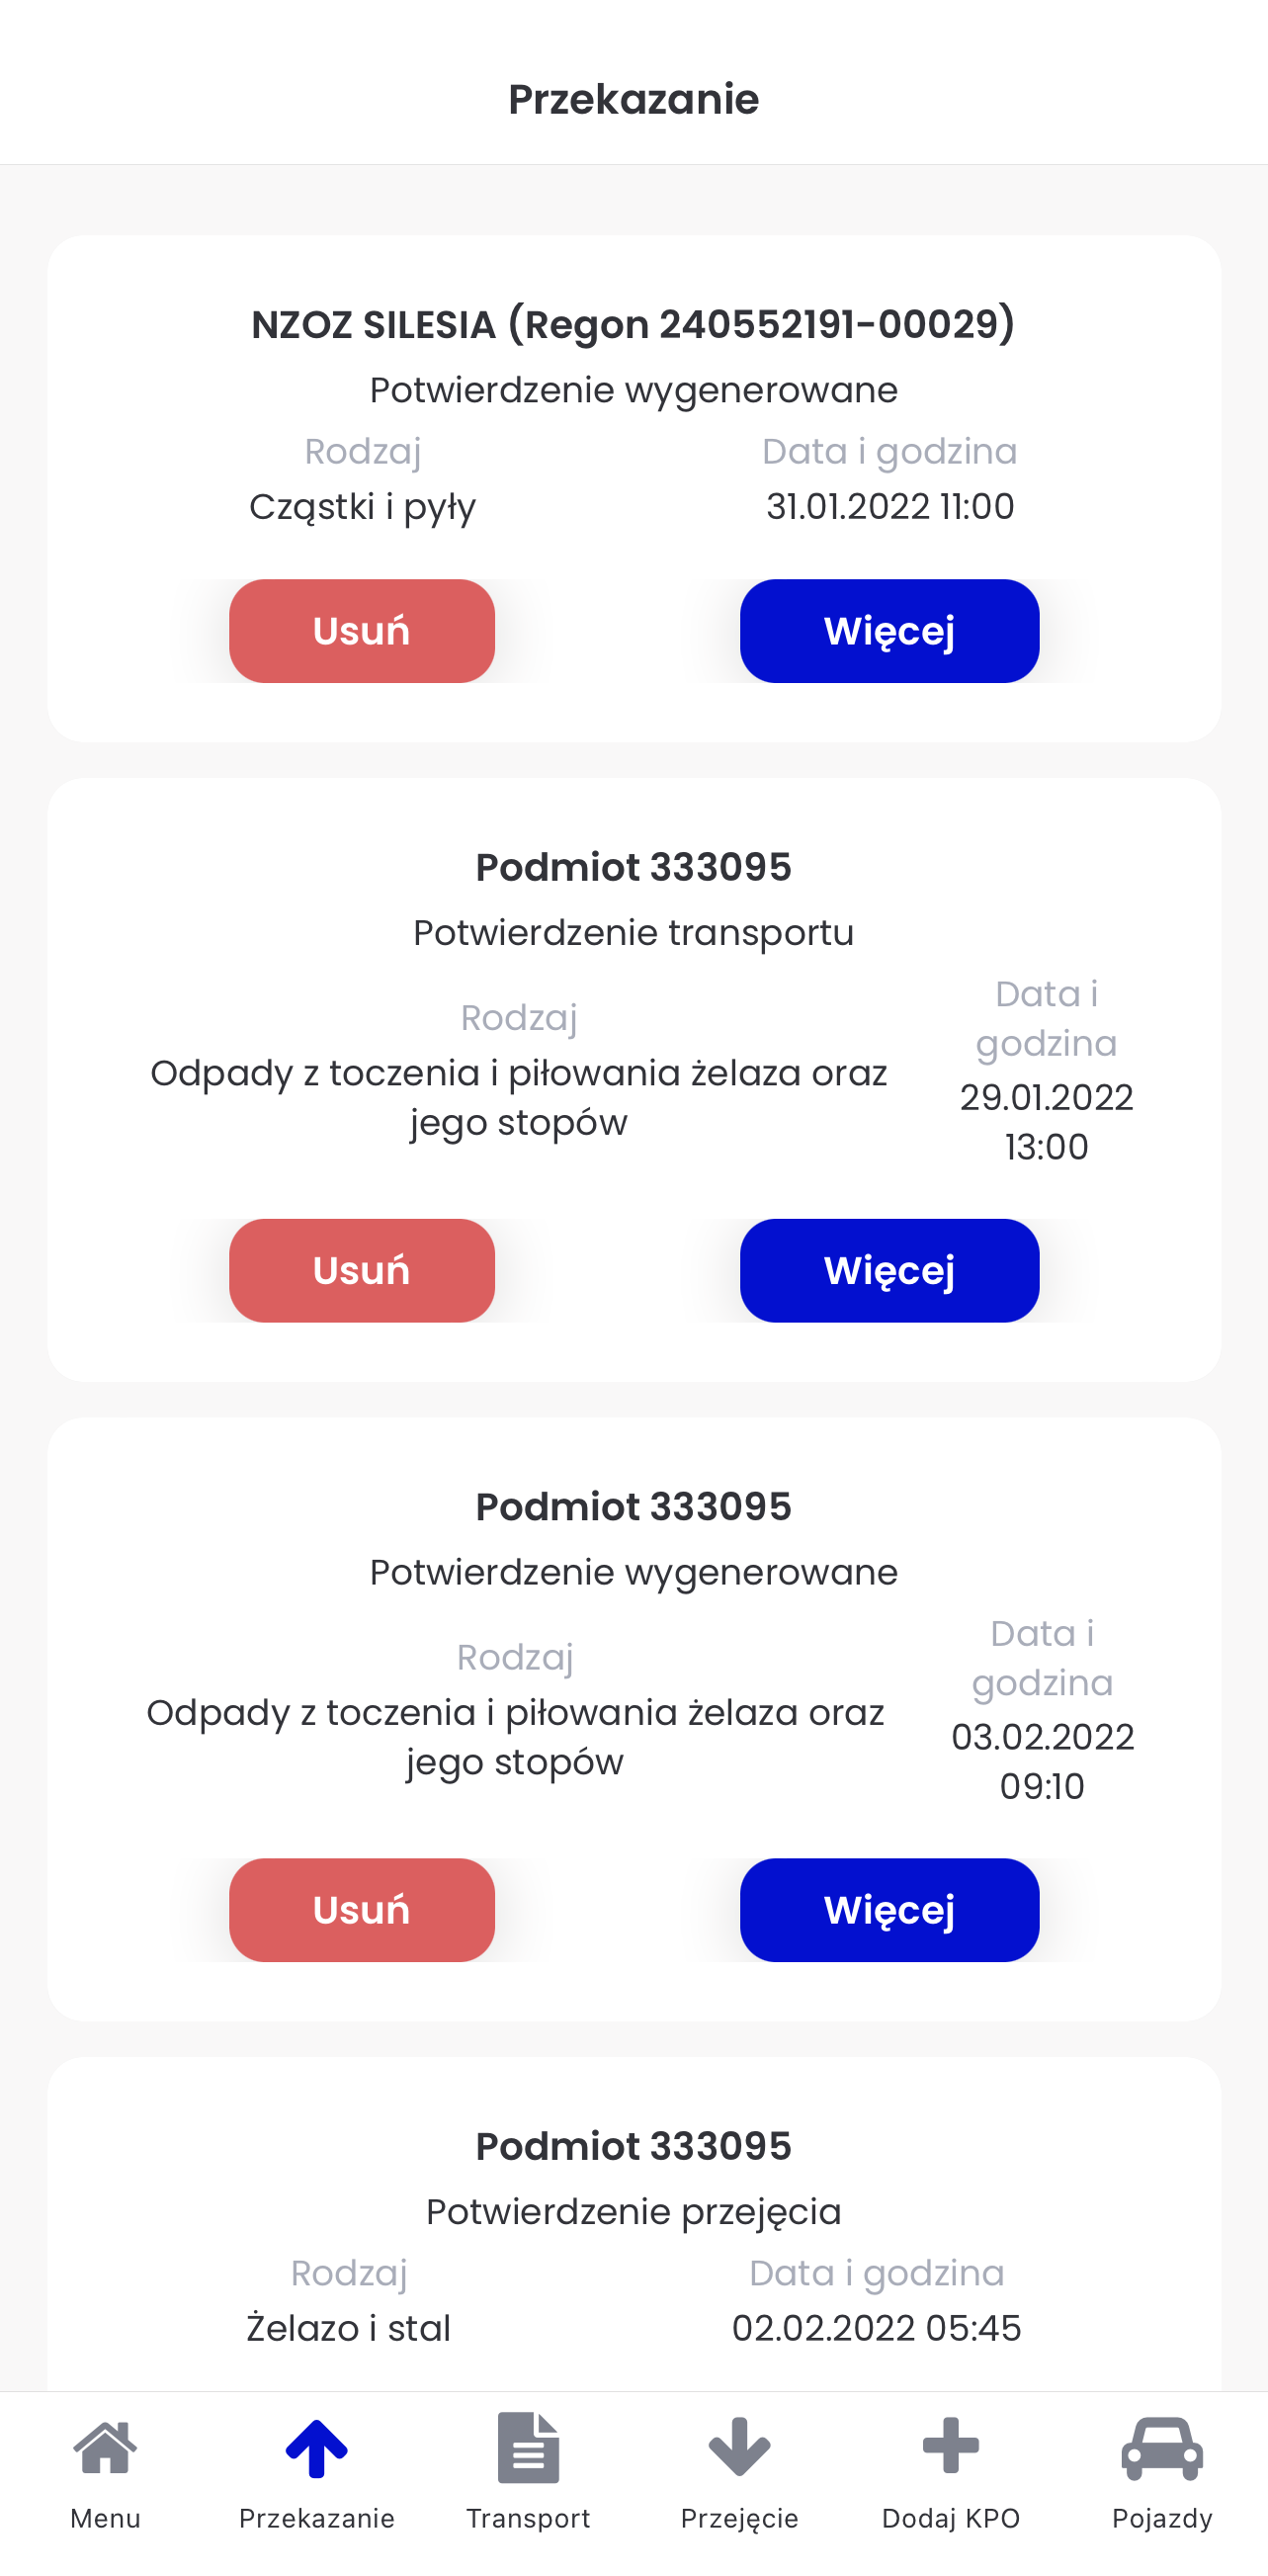 Przekazanie
NZOZ SILESIA (Regon 240552191-00029)
Potwierdzenie wygenerowane
Rodzaj
Cząstki i pyły
Data i godzina
31.01.2022 11:00
Usuń
Więcej
Podmiot 333095
Potwierdzenie transportu
Rodzaj
Odpady z toczenia i piłowania żelaza oraz
jego stopów
Data i
godzina
29.01.2022
13:00
Usuń
Więcej
Podmiot 333095
Potwierdzenie wygenerowane
Rodzaj
Odpady z toczenia i piłowania żelaza oraz
jego stopów
Data i
godzina
03.02.2022
09:10
Usuń
Więcej
Podmiot 333095
Potwierdzenie przejęcia
Rodzaj
Żelazo i stal
Data i godzina
02.02.2022 05:45
Menu
Przekazanie
Transport
Przejęcie
Dodaj KPO
Pojazdy